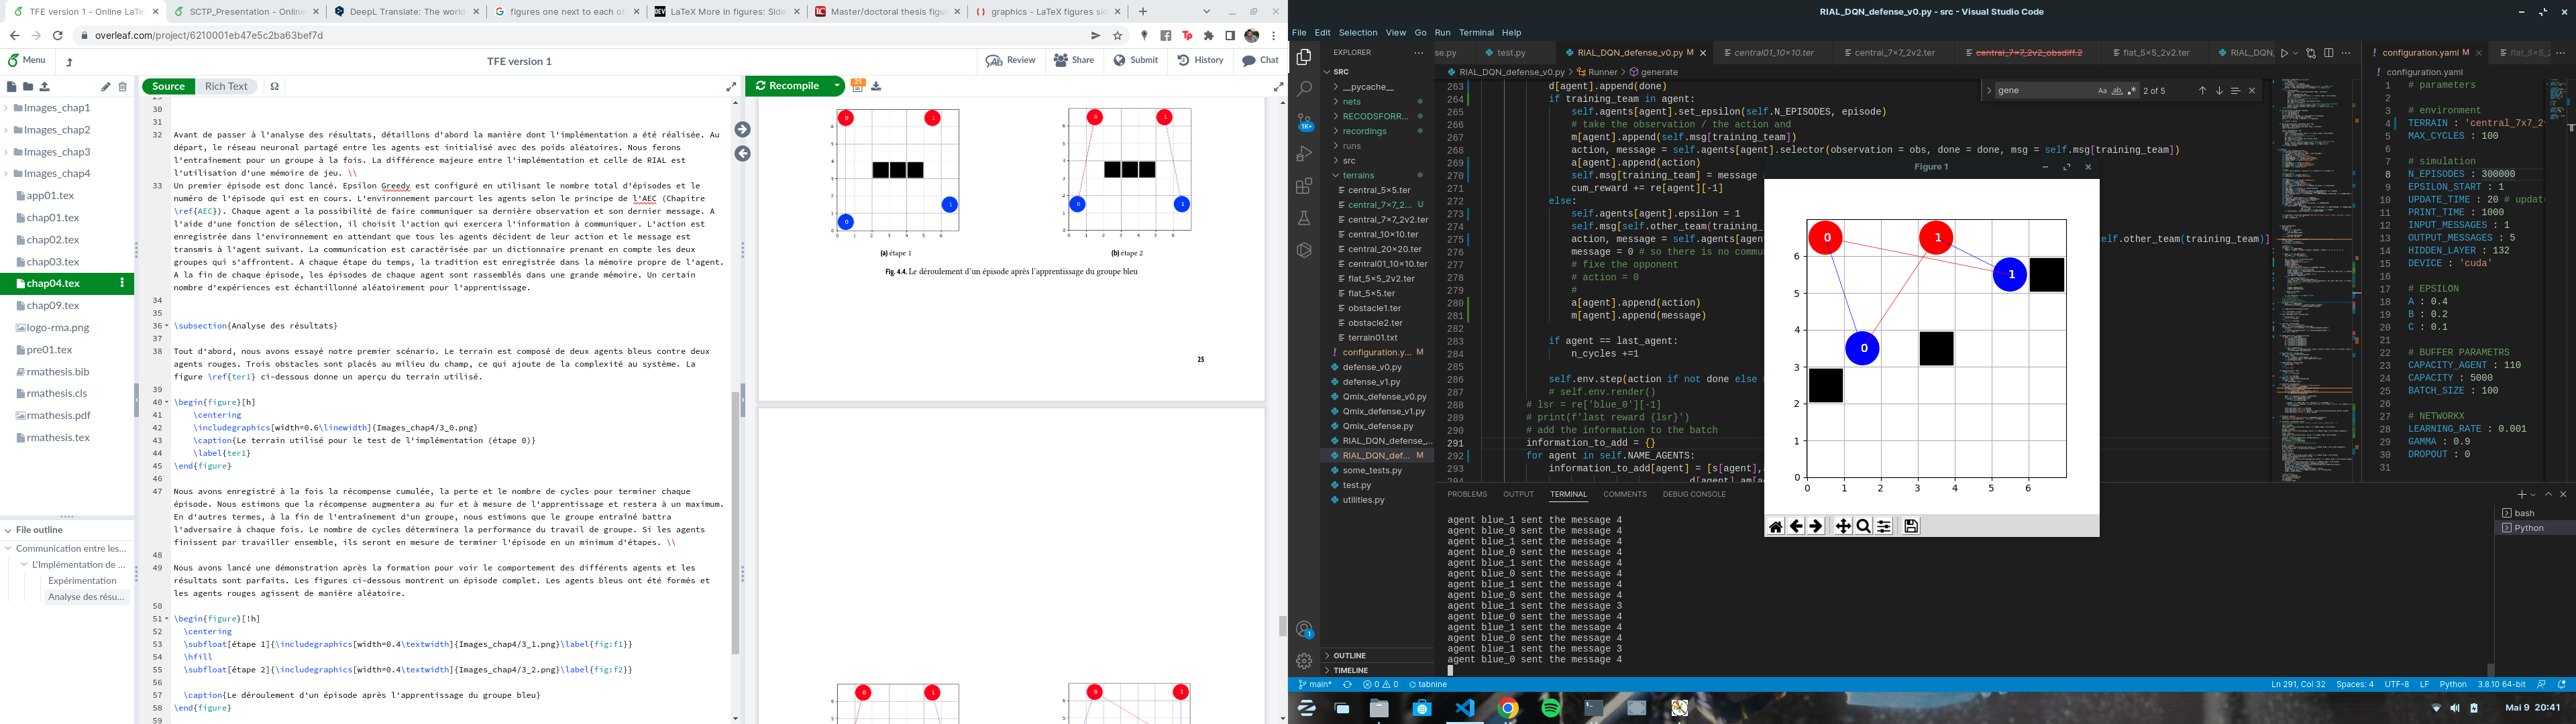 TFE version 1 - Online LaTe
SCTP_Presentation - Online
DeepL Translate: The world
figures one next to each oth
LaTeX More in figures: Side
Master/doctoral thesis figur
graphics - LaTeX figures sid
overleaf.com/project/6210001eb47e5c2ba63bef7d
Menu
TFE version 1
Review
Share
Submit
History
Chat
Source
Rich Text
Recompile
Images_chap1
Images_chap2
Images_chap3
Images_chap4
app01.tex
chap01.tex
chap02.tex
chap03.tex
chap04.tex
chap09.tex
logo-rma.png
pre01.tex
rmathesis.bib
rmathesis.cls
rmathesis.pdf
rmathesis.tex
File outline
Communication entre les...
L'Implémentation de ...
Expérimentation
Analyse des résu...
30
31
32 Avant de passer à l'analyse des résultats, détaillons d'abord la manière dont l'implémentation a été réalisée. Au
départ, le réseau neuronal partagé entre les agents est initialisé avec des poids aléatoires. Nous ferons
l'entraînement pour un groupe à la fois. La différence majeure entre l'implémentation et celle de RIAL est
l'utilisation d'une mémoire de jeu. \\
33 Un premier épisode est donc lancé. Epsilon Greedy est configuré en utilisant le nombre total d'épisodes et le
numéro de l'épisode qui est en cours. L'environnement parcourt les agents selon le principe de l'AEC (Chapitre
\ref{AEC}). Chaque agent a la possibilité de faire communiquer sa dernière observation et son dernier message. A
l'aide d'une fonction de sélection, il choisit l'action qui exercera l'information à communiquer. L'action est
enregistrée dans l'environnement en attendant que tous les agents décident de leur action et le message est
transmis à l'agent suivant. La communication est caractérisée par un dictionnaire prenant en compte les deux
groupes qui s'affrontent. A chaque étape du temps, la tradition est enregistrée dans la mémoire propre de l'agent.
A la fin de chaque épisode, les épisodes de chaque agent sont rassemblés dans une grande mémoire. Un certain
nombre d'expériences est échantillonné aléatoirement pour l'apprentissage.
34
35
36 \subsection{Analyse des résultats}
37
38 Tout d'abord, nous avons essayé notre premier scénario. Le terrain est composé de deux agents bleus contre deux
agents rouges. Trois obstacles sont placés au milieu du champ, ce qui ajoute de la complexité au système. La
figure \ref{ter1} ci-dessous donne un aperçu du terrain utilisé.
39
40 \begin{figure}[h]
41 \centering
42 \includegraphics[width=0.6\linewidth]{Images_chap4/3_0.png}
43 \caption{Le terrain utilisé pour le test de l'implémentation (étape 0)}
44 \label{ter1}
45 \end{figure}
46
47 Nous avons enregistré à la fois la récompense cumulée, la perte et le nombre de cycles pour terminer chaque
épisode. Nous estimons que la récompense augmentera au fur et à mesure de l'apprentissage et restera à un maximum.
En d'autres termes, à la fin de l'entraînement d'un groupe, nous estimons que le groupe entraîné battra
l'adversaire à chaque fois. Le nombre de cycles déterminera la performance du travail de groupe. Si les agents
finissent par travailler ensemble, ils seront en mesure de terminer l'épisode en un minimum d'étapes. \\
48
49 Nous avons lancé une démonstration après la formation pour voir le comportement des différents agents et les
résultats sont parfaits. Les figures ci-dessous montrent un épisode complet. Les agents bleus ont été formés et
les agents rouges agissent de manière aléatoire.
50
51 \begin{figure}[!h]
52 \centering
53 \subfloat[étape 1]{\includegraphics[width=0.4\textwidth]{Images_chap4/3_1.png}\label{fig:f1}}
54 \hfill
55 \subfloat[étape 2]{\includegraphics[width=0.4\textwidth]{Images_chap4/3_2.png}\label{fig:f2}}
56
57 \caption{Le déroulement d'un épisode après l'apprentissage du groupe bleu}
58 \end{figure}
59
(a) étape 1
(b) étape 2
Fig. 4.4. Le déroulement d'un épisode après l'apprentissage du groupe bleu
25
RIAL_DQN_defense_v0.py - src - Visual Studio Code
File Edit Selection View Go Run Terminal Help
EXPLORER
SRC
__pycache__
nets
RECODSFORR...
recordings
runs
src
terrains
central_5×5.ter
central_7×7_2... U
central_7×7_2v2.ter
central_10×10.ter
central_20×20.ter
central01_10×10.ter
flat_5×5_2v2.ter
flat_5×5.ter
obstacle1.ter
obstacle2.ter
terrain01.txt
configuration.y... M
defense_v0.py
defense_v1.py
Qmix_defense_v0.py
Qmix_defense_v1.py
Qmix_defense.py
RIAL_DQN_defense_...
RIAL_DQN_def... M
some_tests.py
test.py
utilities.py
OUTLINE
TIMELINE
se.py
test.py
RIAL_DQN_defense_v0.py M
central01_10×10.ter
central_7×7_2v2.ter
central_7×7_2v2_obsdiff.2
flat_5×5_2v2.ter
RIAL_DQN_
RIAL_DQN_defense_v0.py > Runner > generate
gene
2 of 5
263 d[agent].append(done)
264 if training_team in agent:
265 self.agents[agent].set_epsilon(self.N_EPISODES, episode)
266 # take the observation / the action and
267 m[agent].append(self.msg[training_team])
268 action, message = self.agents[agent].selector(observation = obs, done = done, msg = self.msg[training_team])
269 a[agent].append(action)
270 self.msg[training_team] = message
271 cum_reward += re[agent][-1]
272 else:
273 self.agents[agent].epsilon = 1
274 self.msg[self.other_team(training_
275 action, message = self.agents[agen
self.other_team(training_team)]
276 message = 0 # so there is no commu
277 # fixe the opponent
278 # action = 0
279 #
280 a[agent].append(action)
281 m[agent].append(message)
282
283 if agent == last_agent:
284 n_cycles +=1
285
286 self.env.step(action if not done else
287 # self.env.render()
288 # lsr = re['blue_0'][-1]
289 # print(f'last reward {lsr}')
290 # add the information to the batch
291 information_to_add = {}
292 for agent in self.NAME_AGENTS:
293 information_to_add[agent] = [s[agent],
Figure 1
0
1
1
0
6
5
4
3
2
1
0
0 1 2 3 4 5 6
configuration.yaml M
configuration.yaml
1 # parameters
2
3 # environment
4 TERRAIN : 'central_7x7_2v
5 MAX_CYCLES : 100
6
7 # simulation
8 N_EPISODES : 300000
9 EPSILON_START : 1
10 UPDATE_TIME : 20 # updat
11 PRINT_TIME : 1000
12 INPUT_MESSAGES : 1
13 OUTPUT_MESSAGES : 5
14 HIDDEN_LAYER : 132
15 DEVICE : 'cuda'
16
17 # EPSILON
18 A : 0.4
19 B : 0.2
20 C : 0.1
21
22 # BUFFER PARAMETRS
23 CAPACITY_AGENT : 110
24 CAPACITY : 5000
25 BATCH_SIZE : 100
26
27 # NETWORKX
28 LEARNING_RATE : 0.001
29 GAMMA : 0.9
30 DROPOUT : 0
31
PROBLEMS OUTPUT TERMINAL COMMENTS DEBUG CONSOLE
agent blue_1 sent the message 4
agent blue_0 sent the message 4
agent blue_1 sent the message 4
agent blue_0 sent the message 4
agent blue_1 sent the message 4
agent blue_0 sent the message 4
agent blue_1 sent the message 4
agent blue_0 sent the message 4
agent blue_1 sent the message 3
agent blue_0 sent the message 4
agent blue_1 sent the message 4
agent blue_0 sent the message 4
agent blue_1 sent the message 3
agent blue_0 sent the message 4
bash
Python
main*
0 0
tabnine
Ln 291, Col 32
Spaces: 4
UTF-8
LF
Python
3.8.10 64-bit
Mai 9 20:41